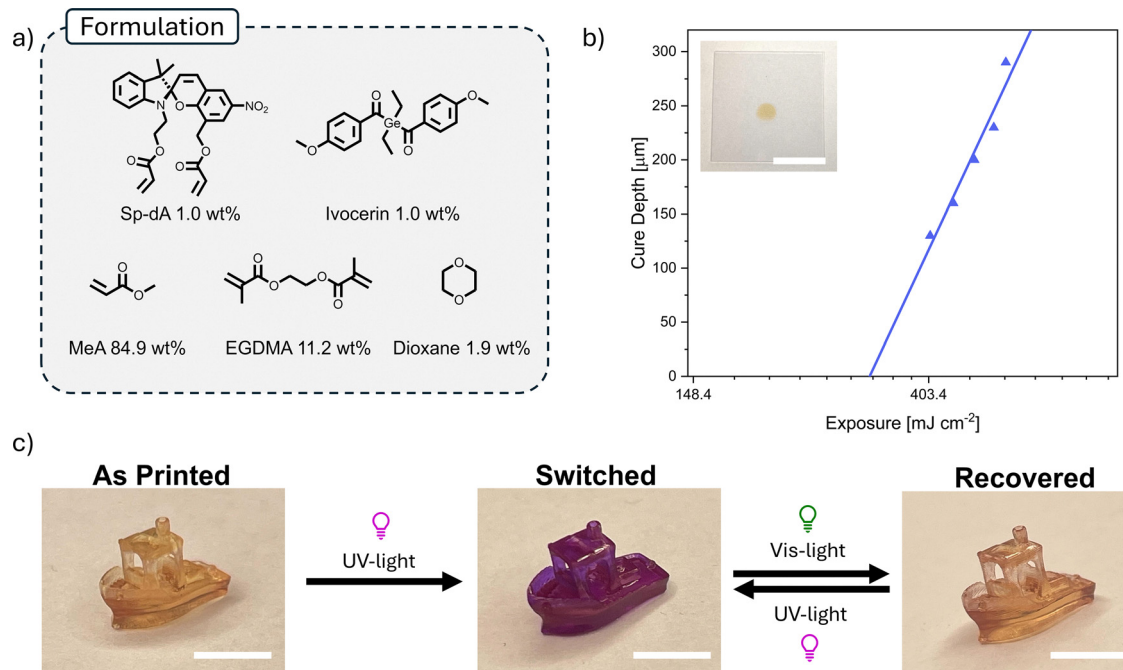 a)
Formulation
N
O
NO₂
O
O
O
O
Sp-dA 1.0 wt%
O
O
Ge
O
O
Ivocerin 1.0 wt%
O
O
MeA 84.9 wt%
O
O
O
O
EGDMA 11.2 wt%
O
O
Dioxane 1.9 wt%
b)
Cure Depth [µm]
300
250
200
150
100
50
0
148.4
403.4
Exposure [mJ cm⁻²]
c)
As Printed
UV-light
Switched
Vis-light
UV-light
Recovered